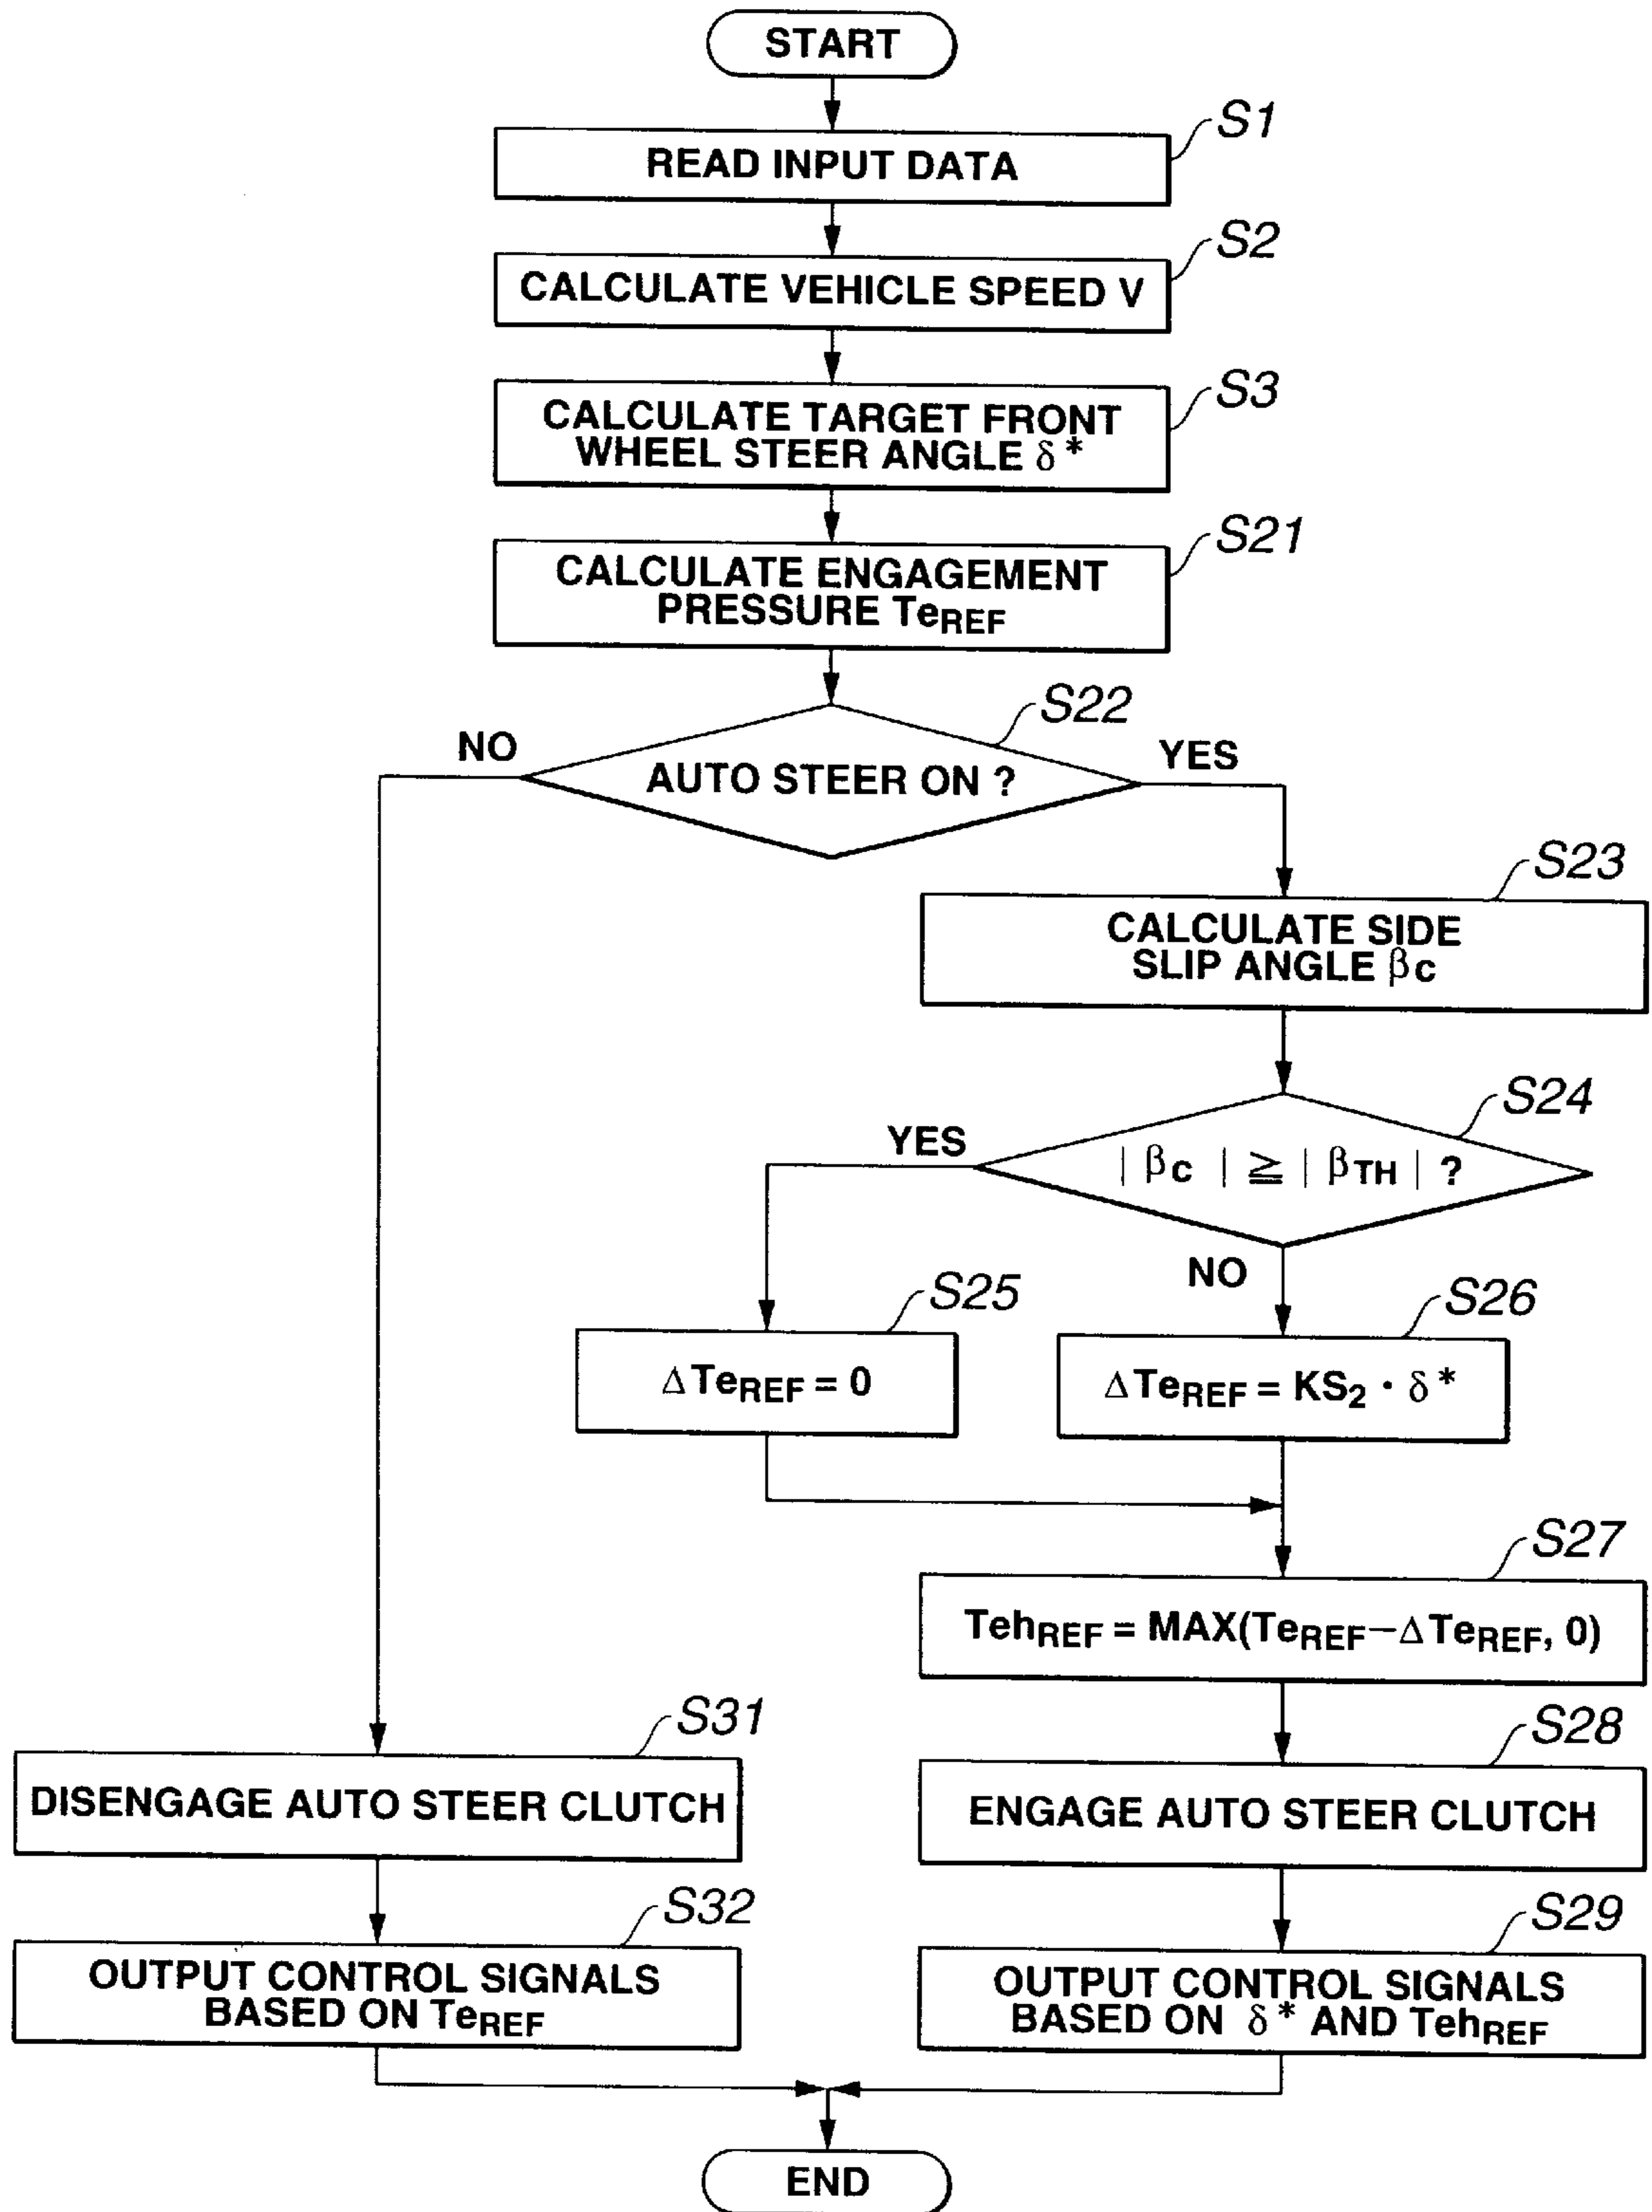 START
S1
READ INPUT DATA
S2
CALCULATE VEHICLE SPEED V
S3
CALCULATE TARGET FRONT
WHEEL STEER ANGLE δ*
S21
CALCULATE ENGAGEMENT
PRESSURE TeREF
S22
NO
YES
AUTO STEER ON ?
S23
CALCULATE SIDE
SLIP ANGLE βc
S24
YES
| βc | ≧ | βTH | ?
NO
S25
S26
ΔTeREF = 0
ΔTeREF = KS2 · δ*
S27
TehREF = MAX(TeREF−ΔTeREF, 0)
S31
S28
DISENGAGE AUTO STEER CLUTCH
ENGAGE AUTO STEER CLUTCH
S32
S29
OUTPUT CONTROL SIGNALS
BASED ON TeREF
OUTPUT CONTROL SIGNALS
BASED ON δ* AND TehREF
END